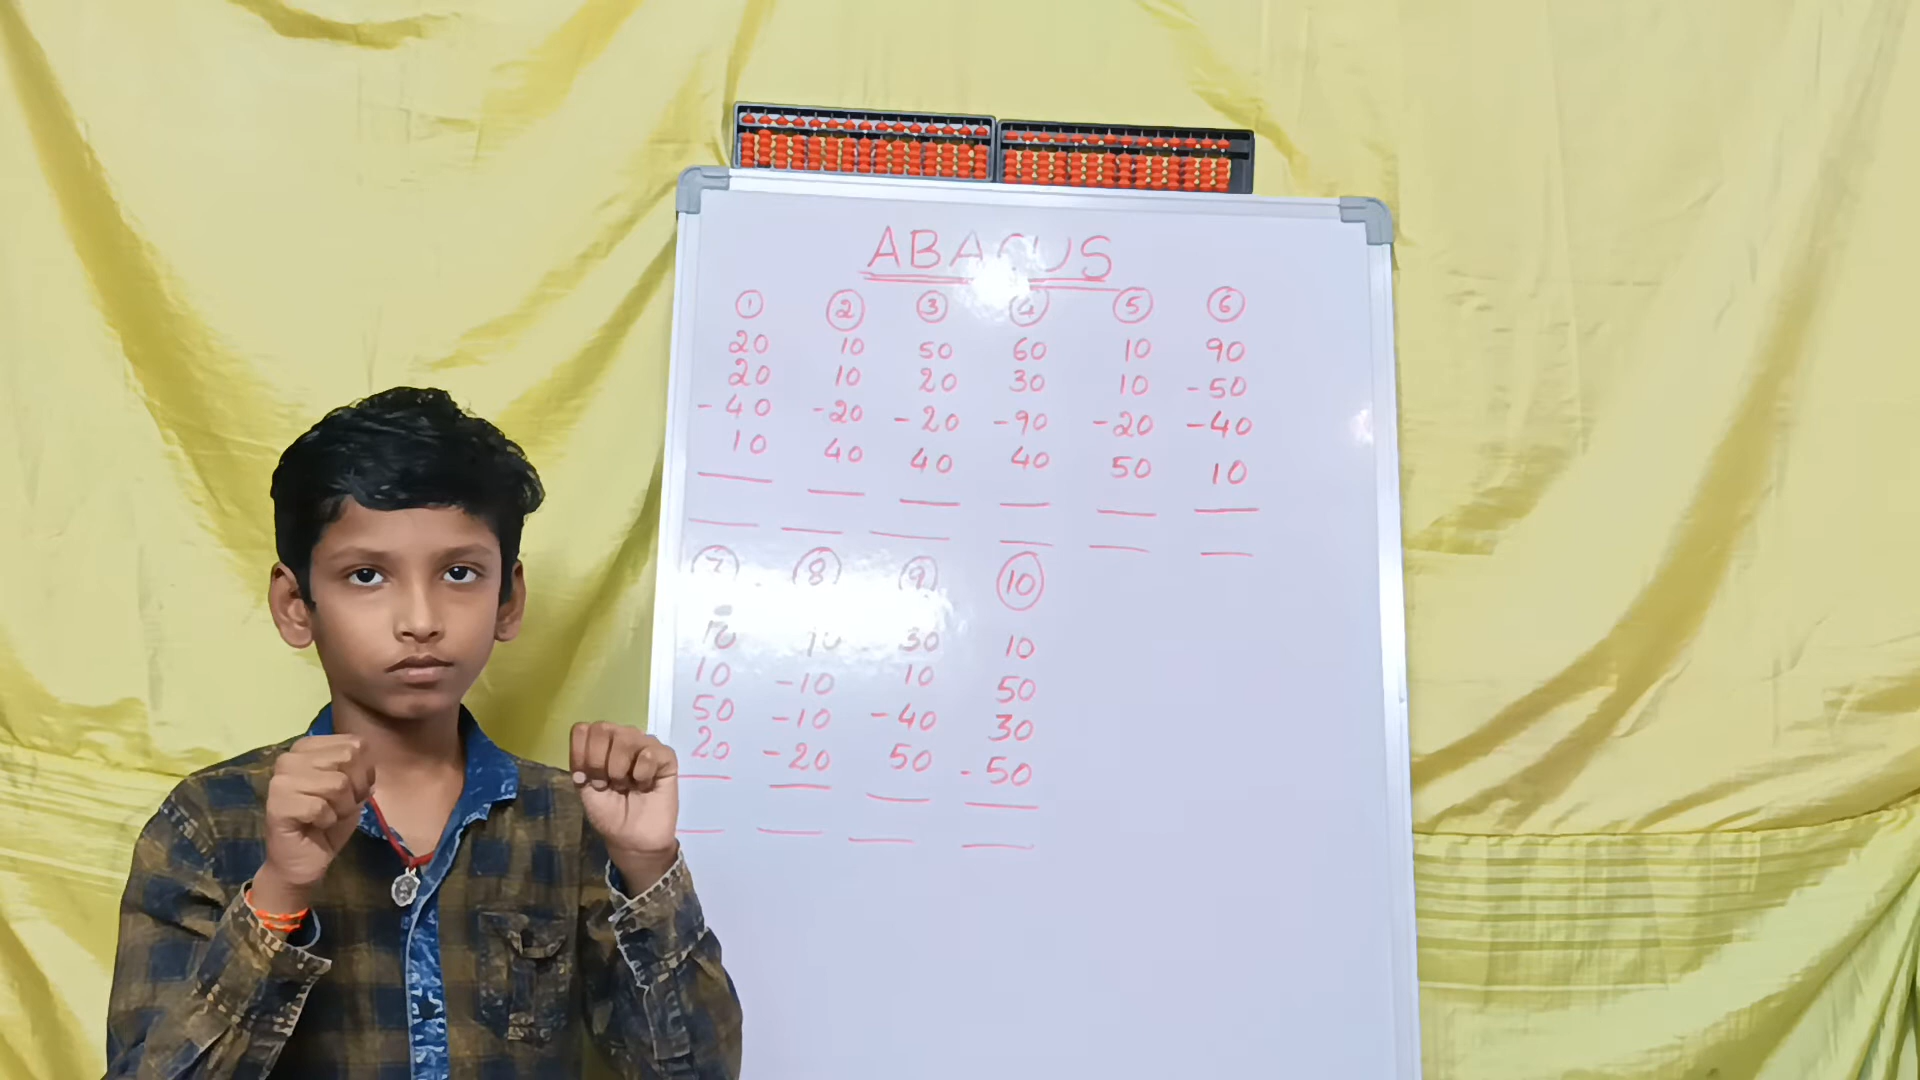 ABACUS
① ② ③ ④ ⑤ ⑥
20 10 50 60 10 90
20 10 20 30 10 -50
-40 -20 -20 -90 -20 -40
10 40 40 40 50 10
⑦ ⑧ ⑨ ⑩
10 30 10
10 -10 10 50
50 -10 -40 30
20 -20 50 -50